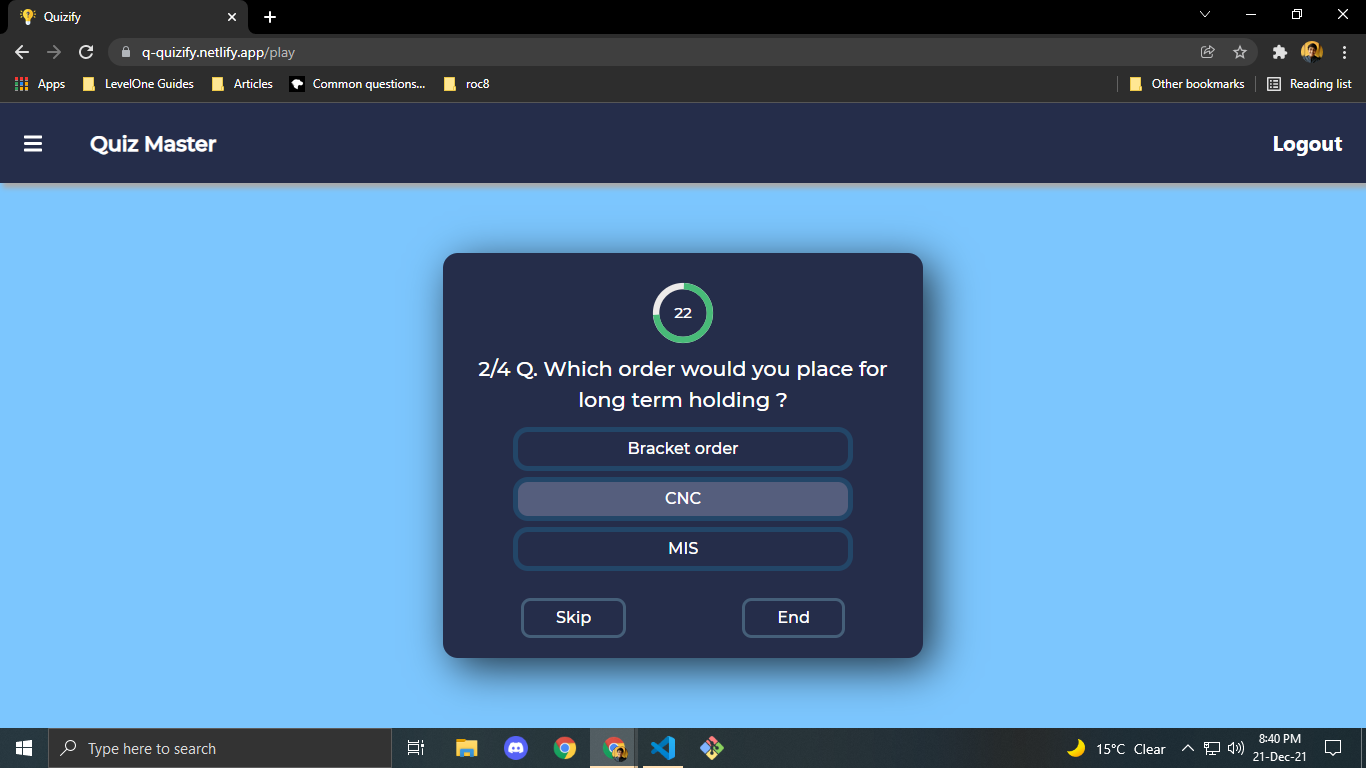 Quizify
q-quizify.netlify.app/play
Apps LevelOne Guides Articles Common questions... roc8 Other bookmarks Reading list
Quiz Master Logout
22
2/4 Q. Which order would you place for
long term holding ?
Bracket order
CNC
MIS
Skip End
Type here to search
15°C Clear
8:40 PM
21-Dec-21